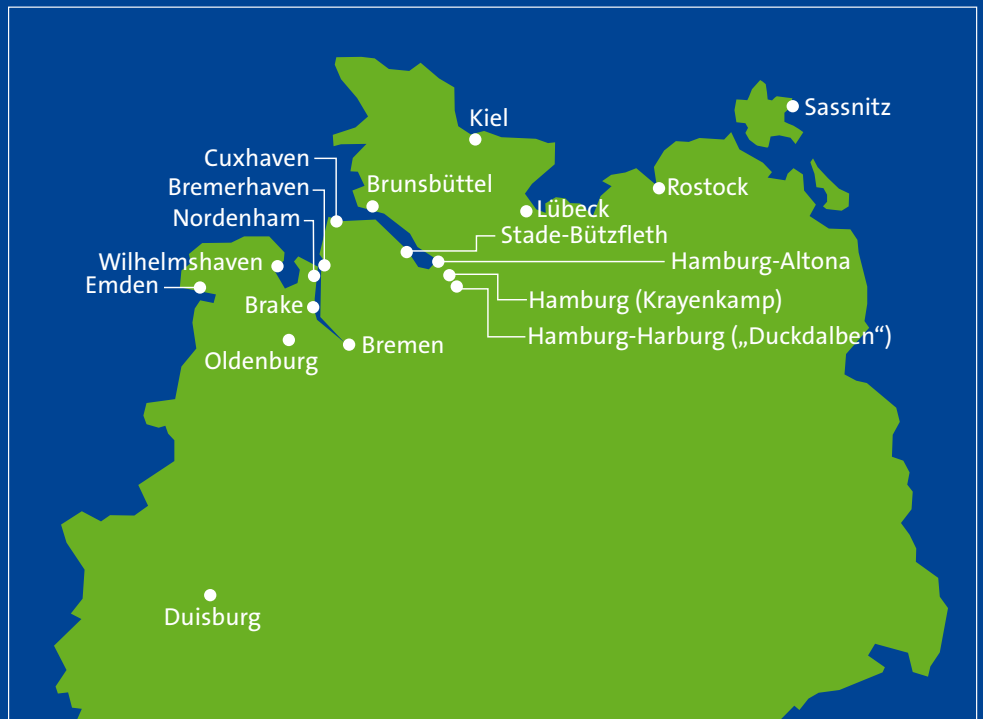 Sassnitz
Kiel
Cuxhaven
Bremerhaven
Brunsbüttel
Rostock
Nordenham
Lübeck
Stade-Bützfleth
Wilhelmshaven
Hamburg-Altona
Emden
Hamburg (Krayenkamp)
Brake
Hamburg-Harburg („Duckdalben“)
Bremen
Oldenburg
Duisburg